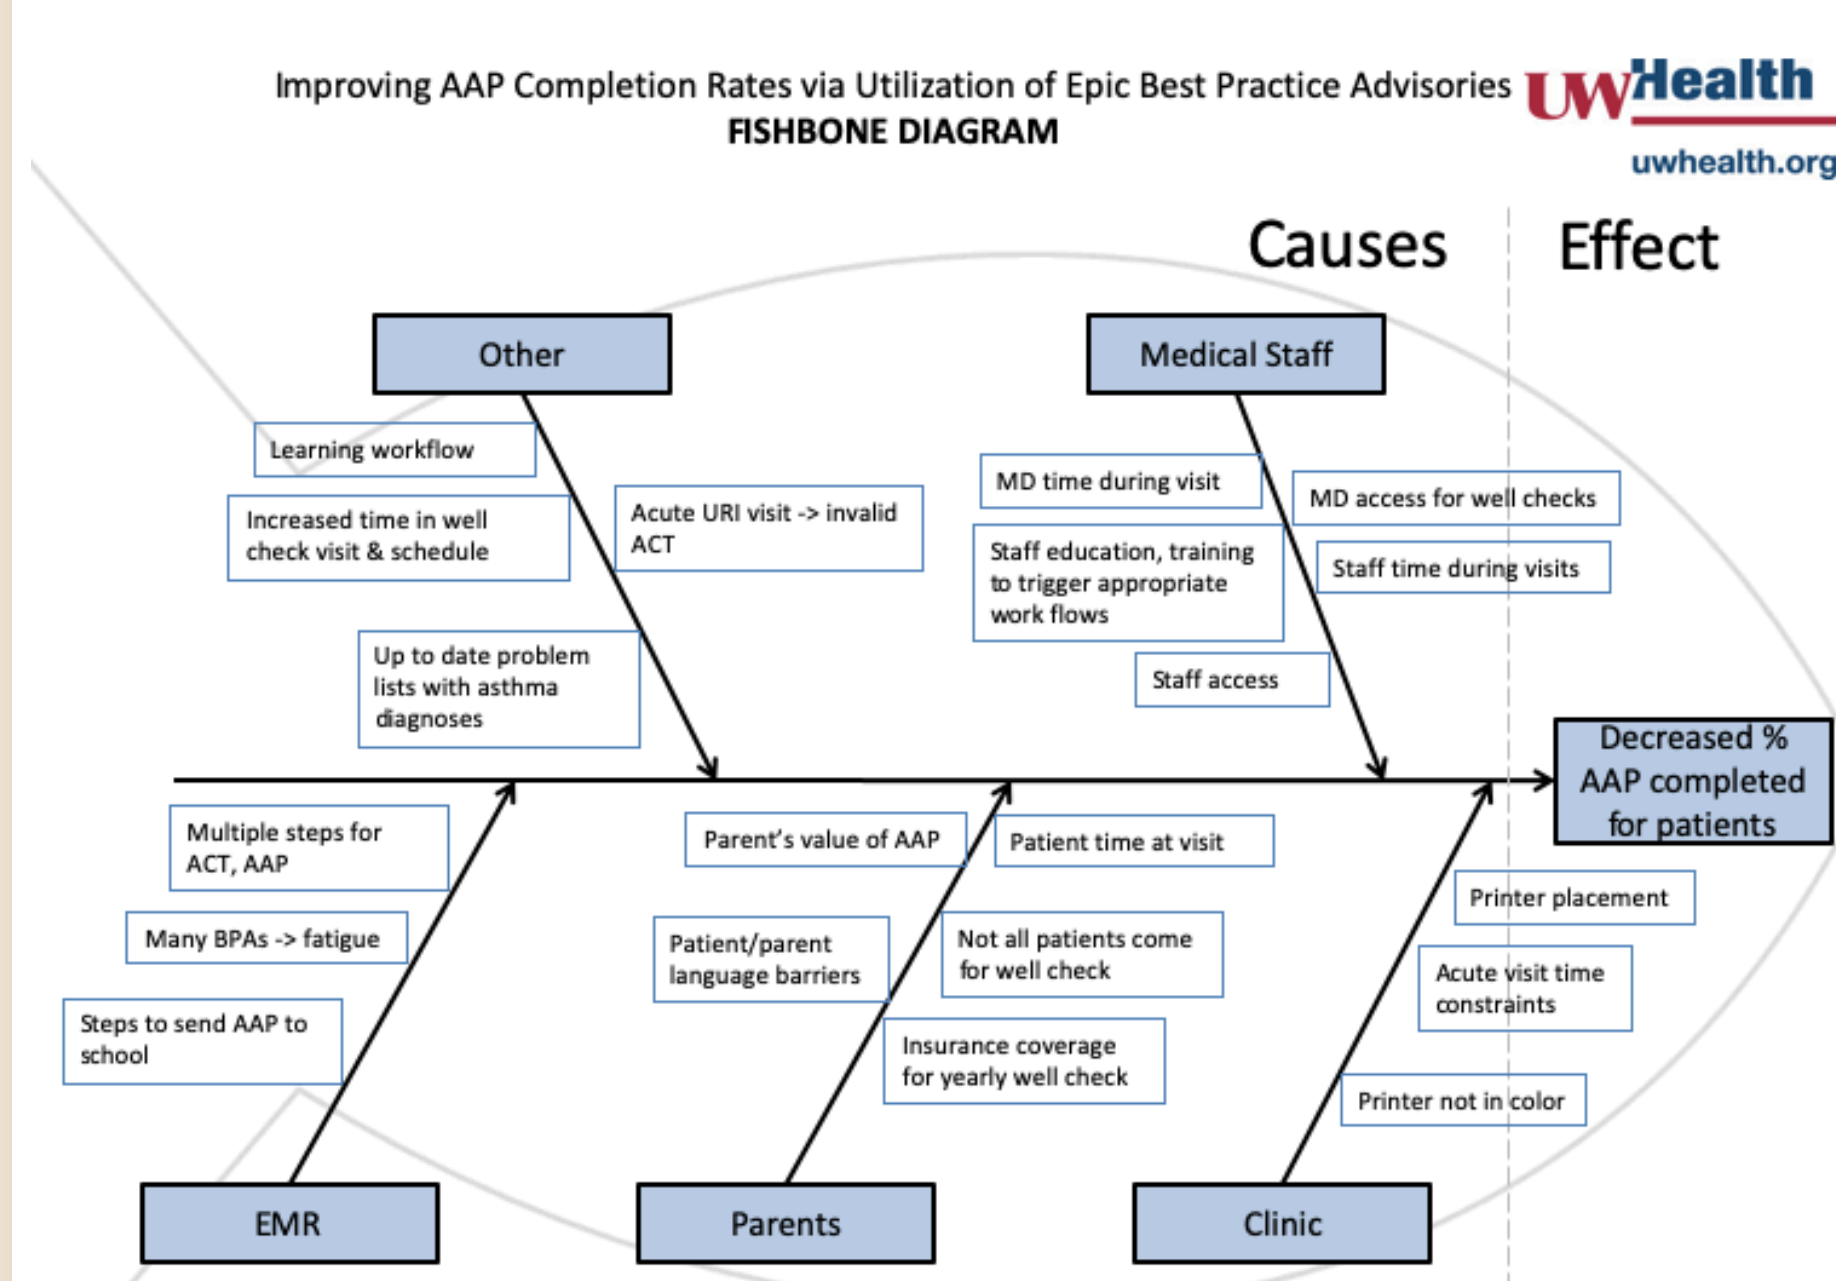 Improving AAP Completion Rates via Utilization of Epic Best Practice Advisories
FISHBONE DIAGRAM
UWHealth
uwhealth.org
Causes
Effect
Other
Medical Staff
Learning workflow
Increased time in well
check visit & schedule
Acute URI visit -> invalid
ACT
Up to date problem
lists with asthma
diagnoses
MD time during visit
MD access for well checks
Staff education, training
to trigger appropriate
work flows
Staff time during visits
Staff access
Decreased %
AAP completed
for patients
Multiple steps for
ACT, AAP
Many BPAs -> fatigue
Steps to send AAP to
school
Parent’s value of AAP
Patient time at visit
Patient/parent
language barriers
Not all patients come
for well check
Insurance coverage
for yearly well check
Printer placement
Acute visit time
constraints
Printer not in color
EMR
Parents
Clinic